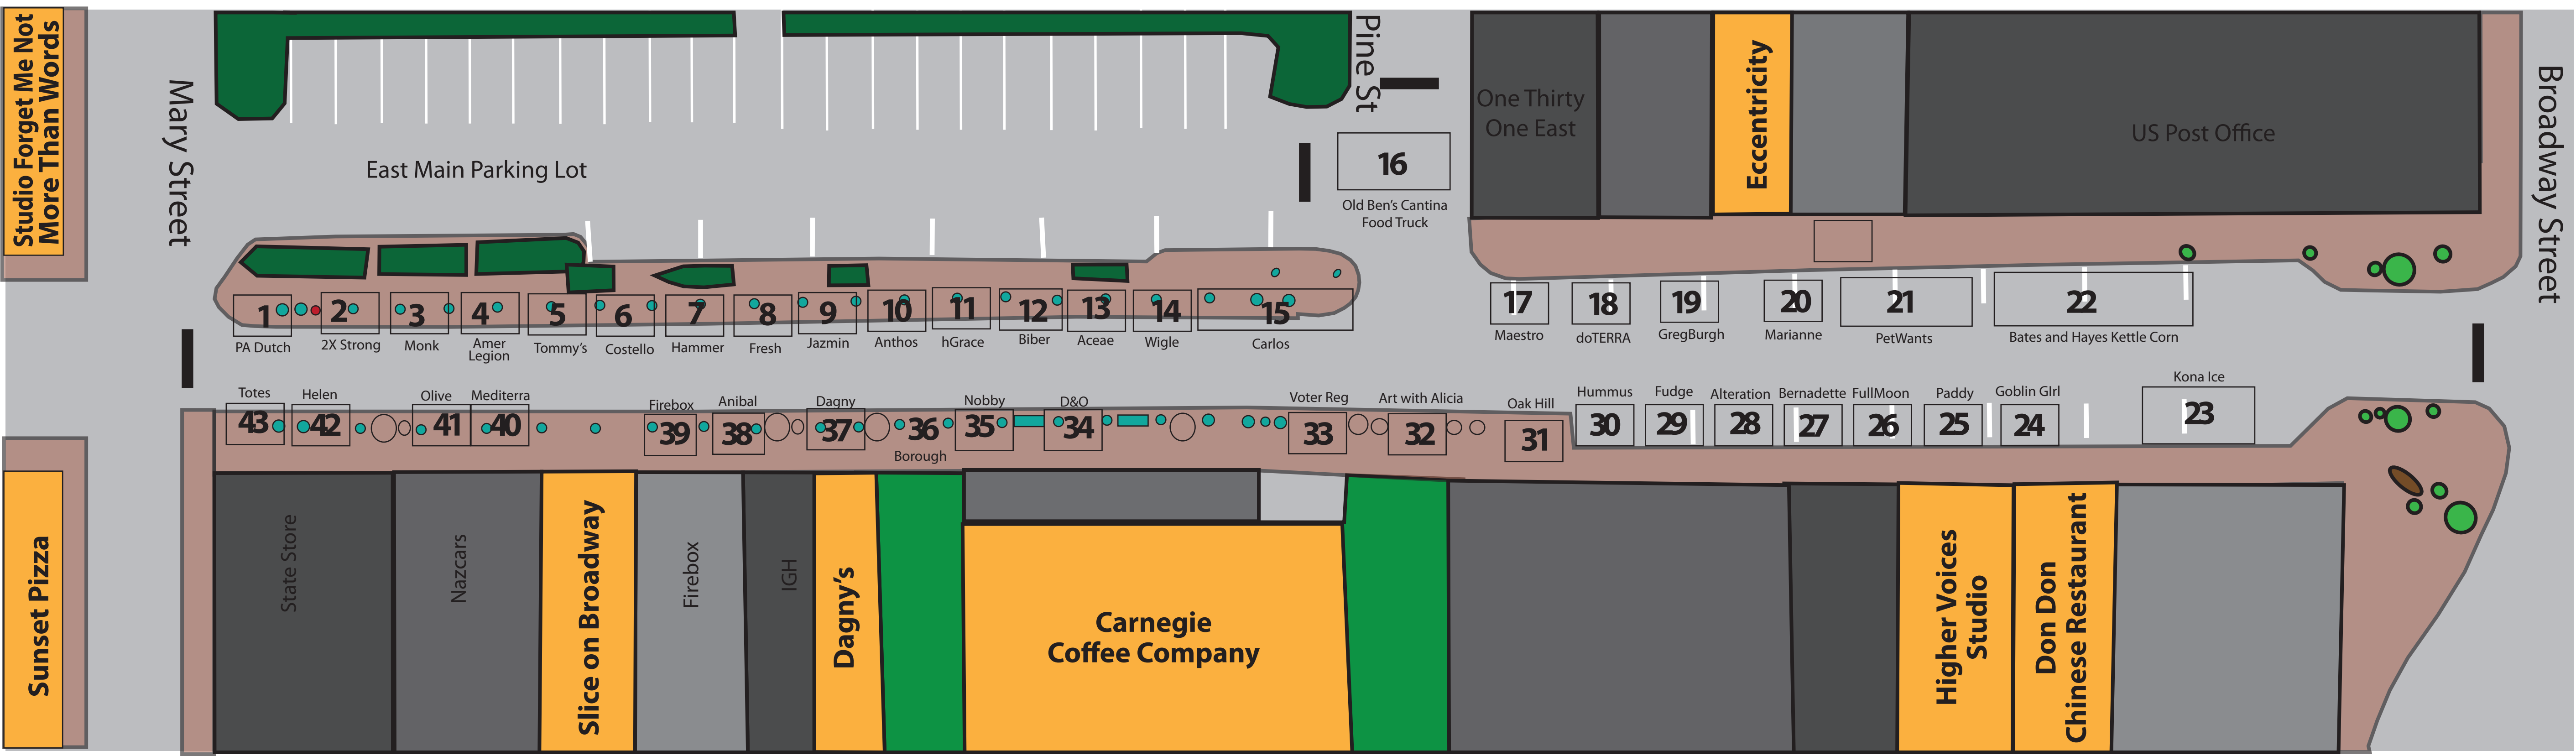 Studio Forget Me Not
More Than Words
Mary Street
East Main Parking Lot
Pine St
16
Old Ben's Cantina
Food Truck
One Thirty
One East
Eccentricity
US Post Office
Broadway Street
1
PA Dutch
2
2X Strong
3
Monk
4
Amer
Legion
5
Tommy's
6
Costello
7
Hammer
8
Fresh
9
Jazmin
10
Anthos
11
hGrace
12
Biber
13
Aceae
14
Wigle
15
Carlos
17
Maestro
18
doTERRA
19
GregBurgh
20
Marianne
21
PetWants
22
Bates and Hayes Kettle Corn
Totes
43
Helen
42
Olive
41
Mediterra
40
Firebox
39
Anibal
38
Dagny
37
36
Borough
Nobby
35
D&O
34
Voter Reg
33
Art with Alicia
32
Oak Hill
31
Hummus
30
Fudge
29
Alteration
28
Bernadette
27
FullMoon
26
Paddy
25
Goblin GIrl
24
Kona Ice
23
Sunset Pizza
State Store
Nazcars
Slice on Broadway
Firebox
IGH
Dagny's
Carnegie
Coffee Company
Higher Voices
Studio
Don Don
Chinese Restaurant